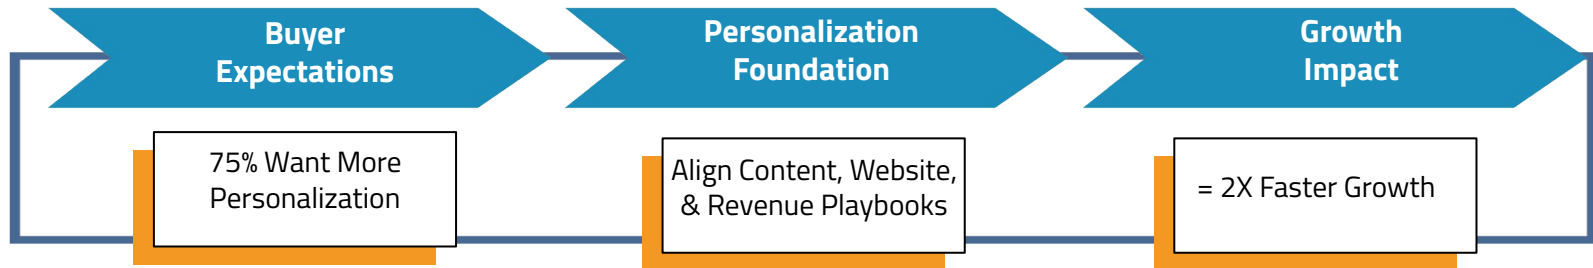 Buyer
Expectations
Personalization
Foundation
Growth
Impact
75% Want More
Personalization
Align Content, Website,
& Revenue Playbooks
= 2X Faster Growth